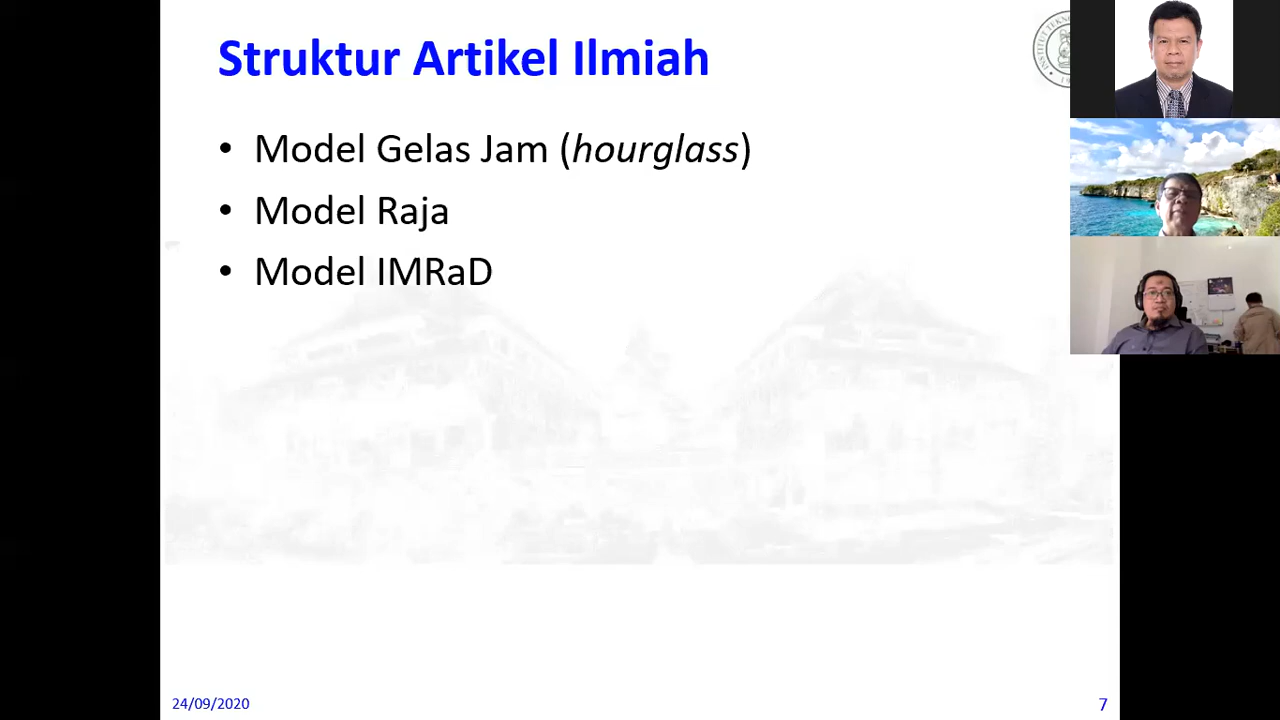 Struktur Artikel Ilmiah
• Model Gelas Jam (hourglass)
• Model Raja
• Model IMRaD
24/09/2020
7